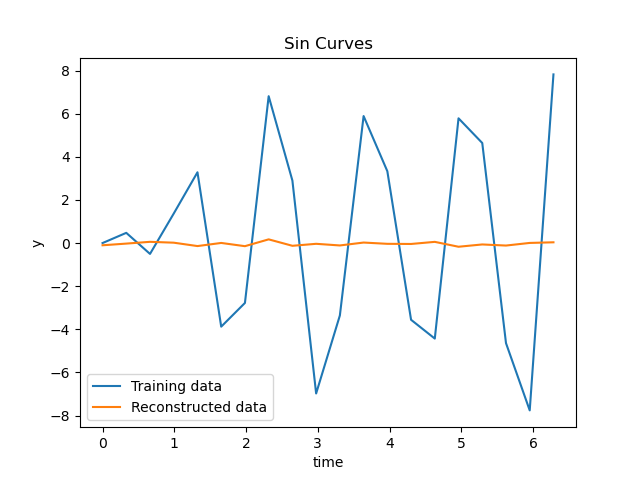 Sin Curves
8
6
4
2
0
−2
−4
−6
−8
y
Training data
Reconstructed data
0 1 2 3 4 5 6
time